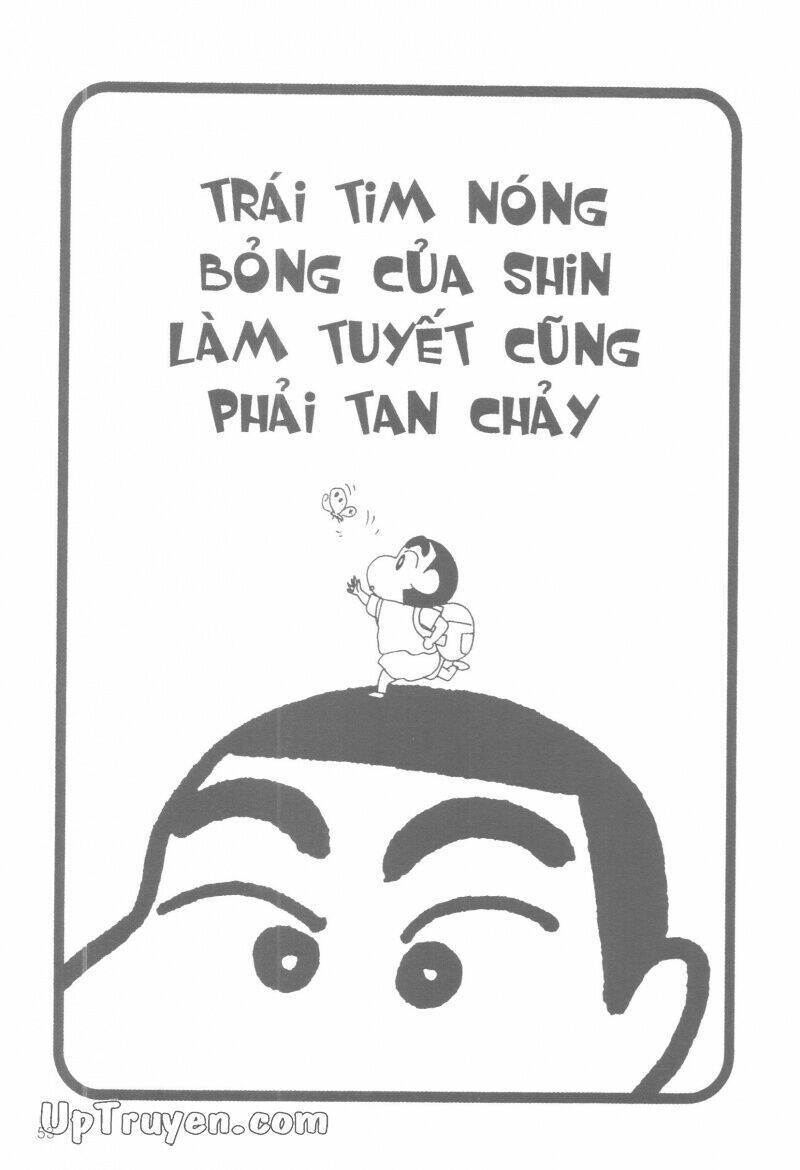 TRÁI TIM NÓNG
BỎNG CỦA SHIN
LÀM TUYẾT CŨNG
PHẢI TAN CHẢY
UpTruyen.com